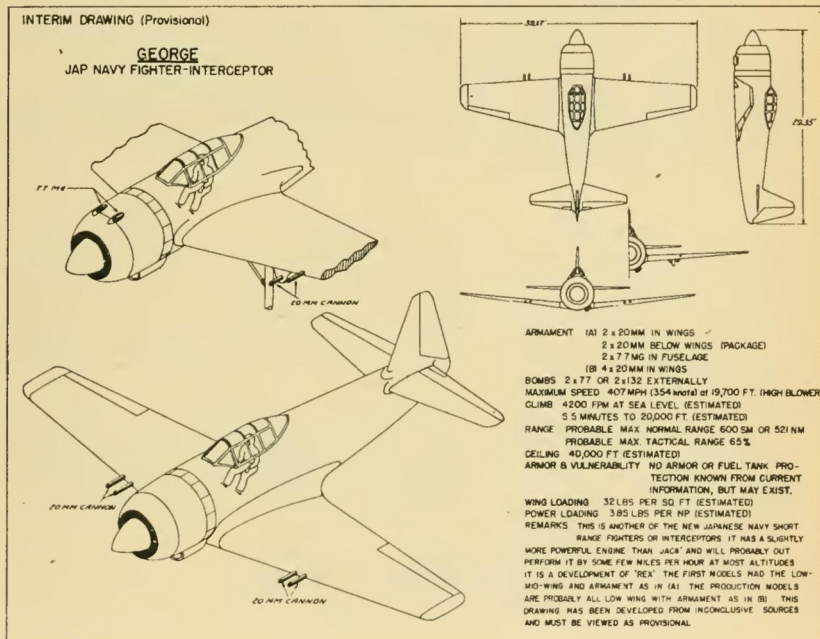 INTERIM DRAWING (Provisional)
GEORGE
JAP NAVY FIGHTER-INTERCEPTOR
7.7 MG
20 MM CANNON
20 MM CANNON
20 MM CANNON
29.35'
ARMAMENT (A) 2 x 20MM IN WINGS
2 x 20MM BELOW WINGS (PACKAGE)
2 x 7.7 MG IN FUSELAGE
(B) 4 x 20MM IN WINGS
BOMBS 2 x 77 OR 2 x 132 EXTERNALLY
MAXIMUM SPEED 407 MPH (354 knots) at 19,700 FT. (HIGH BLOWER
CLIMB 4200 FPM AT SEA LEVEL (ESTIMATED)
5.5 MINUTES TO 20,000 FT. (ESTIMATED)
RANGE PROBABLE MAX NORMAL RANGE 600 SM OR 521 NM
PROBABLE MAX. TACTICAL RANGE 65%
CEILING 40,000 FT (ESTIMATED)
ARMOR & VULNERABILITY NO ARMOR OR FUEL TANK PRO-
TECTION KNOWN FROM CURRENT
INFORMATION, BUT MAY EXIST.
WING LOADING 32 LBS PER SQ FT (ESTIMATED)
POWER LOADING 3.85 LBS PER HP (ESTIMATED)
REMARKS THIS IS ANOTHER OF THE NEW JAPANESE NAVY SHORT
RANGE FIGHTERS OR INTERCEPTORS IT HAS A SLIGHTLY
MORE POWERFUL ENGINE THAN 'JACK' AND WILL PROBABLY OUT
PERFORM IT BY SOME FEW MILES PER HOUR AT MOST ALTITUDES
IT IS A DEVELOPMENT OF 'REX' THE FIRST MODELS HAD THE LOW-
MID-WING AND ARMAMENT AS IN (A) THE PRODUCTION MODELS
ARE PROBABLY ALL LOW WING WITH ARMAMENT AS IN (B) THIS
DRAWING HAS BEEN DEVELOPED FROM INCONCLUSIVE SOURCES
AND MUST BE VIEWED AS PROVISIONAL